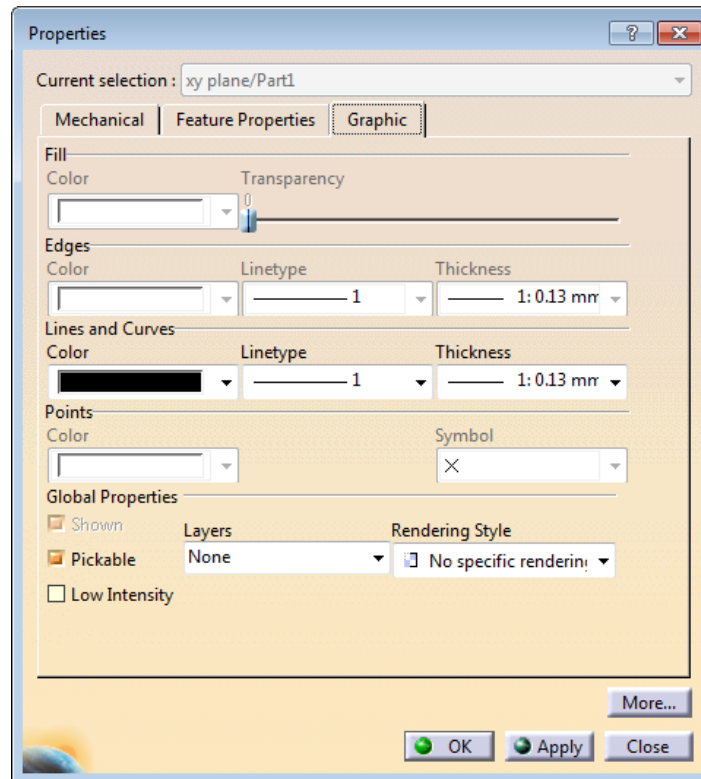 Properties
?
Current selection : xy plane/Part1
Mechanical Feature Properties Graphic
Fill
Color Transparency
0
Edges
Color Linetype Thickness
1 1: 0.13 mm
Lines and Curves
Color Linetype Thickness
1 1: 0.13 mm
Points
Color Symbol
Global Properties
Shown Layers Rendering Style
Pickable None No specific rendering
Low Intensity
More...
OK Apply Close